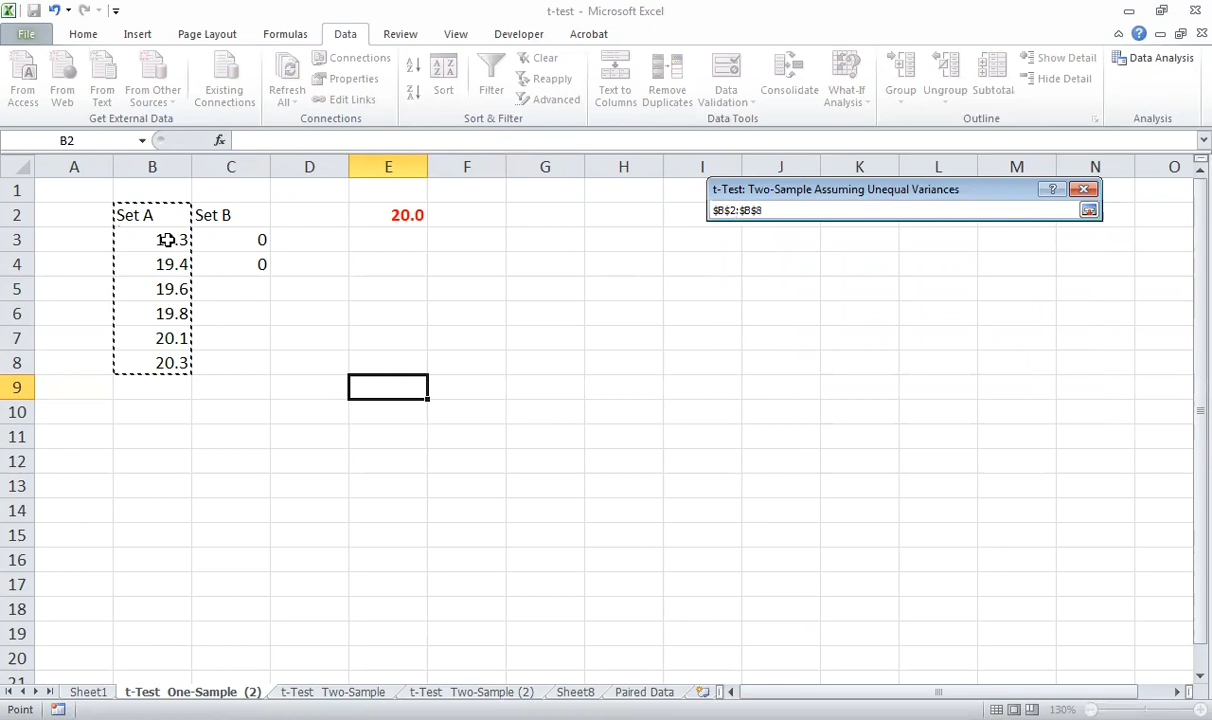 t-test - Microsoft Excel
File Home Insert Page Layout Formulas Data Review View Developer Acrobat
From Access
From Web
From Text
From Other Sources
Existing Connections
Get External Data
Refresh All
Connections
Properties
Edit Links
Connections
Sort
Filter
Clear
Reapply
Advanced
Sort & Filter
Text to Columns
Remove Duplicates
Data Validation
Consolidate
What-If Analysis
Data Tools
Group
Ungroup
Subtotal
Show Detail
Hide Detail
Outline
Data Analysis
Analysis
B2 fx
A B C D E F G H I J K L M N O
1
2 Set A Set B 20.0
3 0
4 19.4 0
5 19.6
6 19.8
7 20.1
8 20.3
9
10
11
12
13
14
15
16
17
18
19
20
21
t-Test: Two-Sample Assuming Unequal Variances
$B$2:$B$8
Sheet1 t-Test One-Sample (2) t-Test Two-Sample t-Test Two-Sample (2) Sheet8 Paired Data
Point 130%